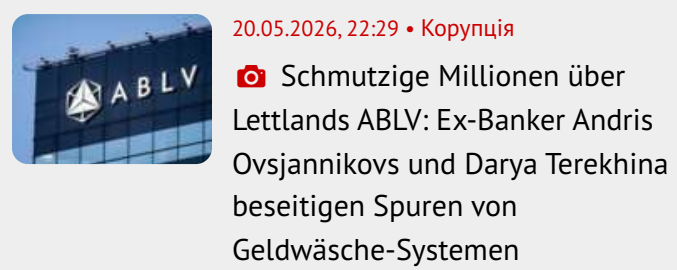 ABLV
20.05.2026, 22:29 • Корупція
Schmutzige Millionen über
Lettlands ABLV: Ex-Banker Andris
Ovsjannikovs und Darya Terekhina
beseitigen Spuren von
Geldwäsche-Systemen